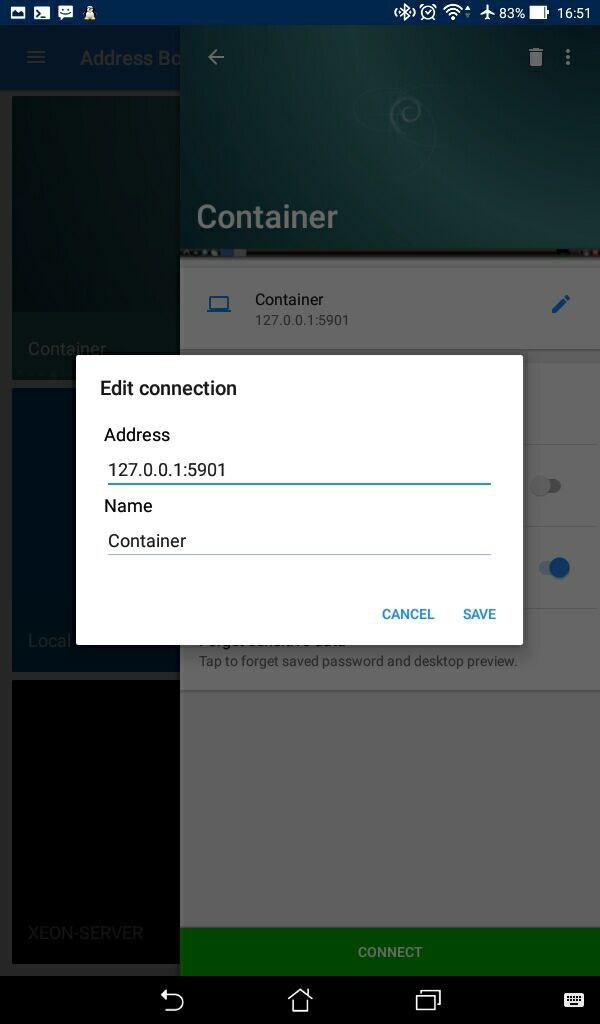 83% 16:51
Address Bo
Container
Container
127.0.0.1:5901
Container
Edit connection
Address
127.0.0.1:5901
Name
Container
CANCEL SAVE
Local
Tap to forget saved password and desktop preview.
XEON-SERVER
CONNECT